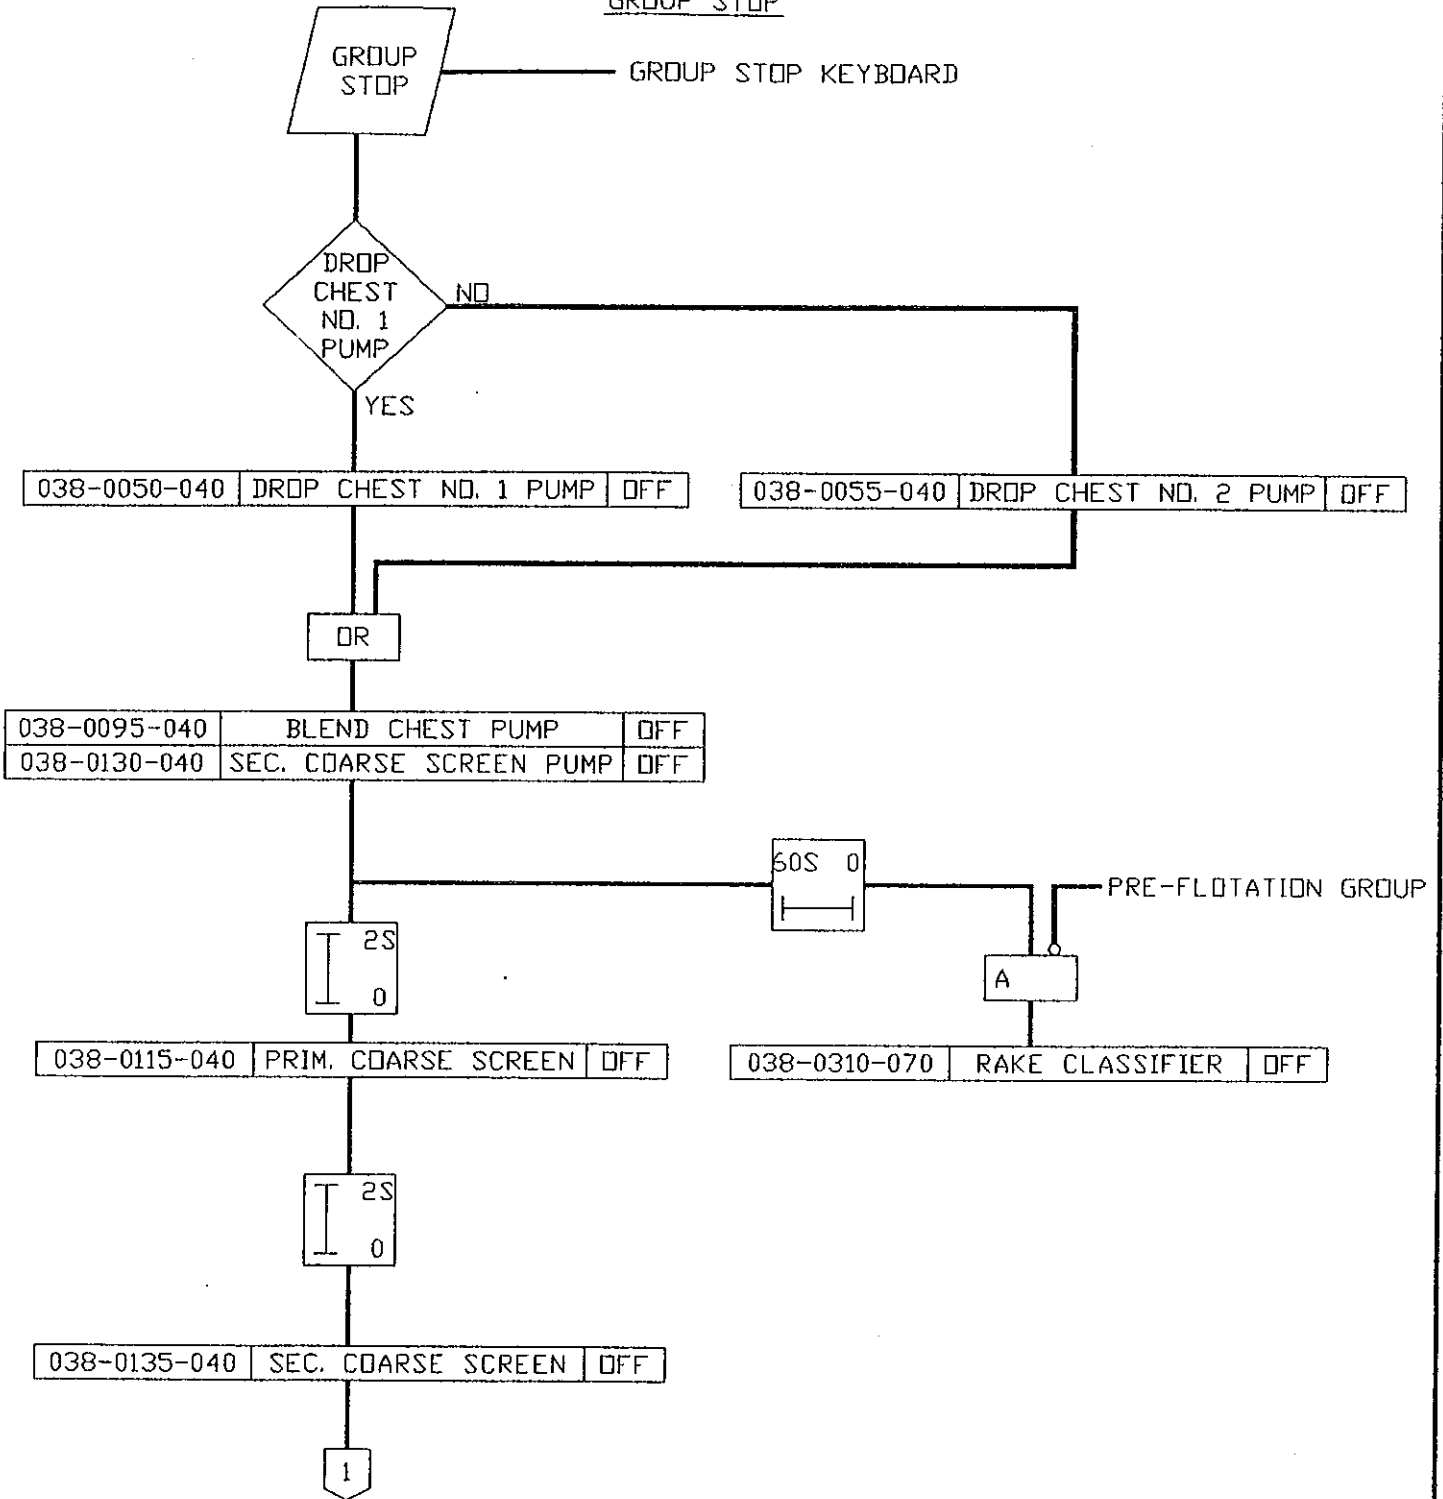 GROUP STOP
GROUP
STOP
GROUP STOP KEYBOARD
DROP
CHEST
NO. 1
PUMP
NO
YES
038-0050-040 DROP CHEST NO. 1 PUMP OFF
038-0055-040 DROP CHEST NO. 2 PUMP OFF
OR
038-0095-040 BLEND CHEST PUMP OFF
038-0130-040 SEC. COARSE SCREEN PUMP OFF
60S 0
PRE-FLOTATION GROUP
2S
0
A
038-0115-040 PRIM. COARSE SCREEN OFF
038-0310-070 RAKE CLASSIFIER OFF
2S
0
038-0135-040 SEC. COARSE SCREEN OFF
1